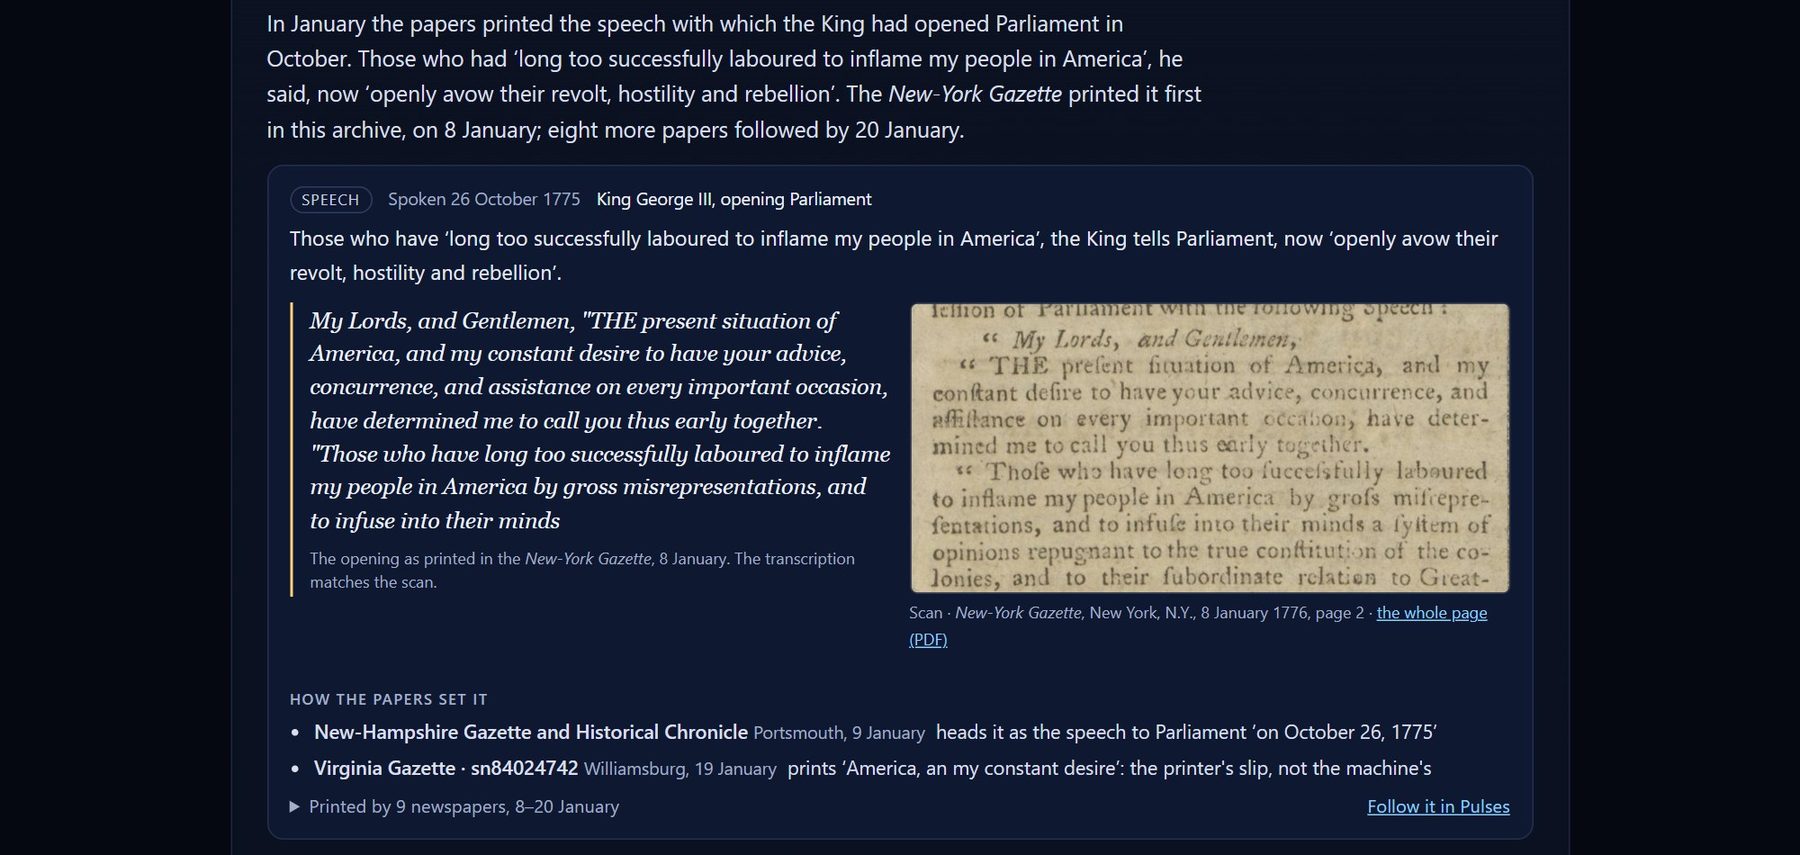 In January the papers printed the speech with which the King had opened Parliament in
October. Those who had ‘long too successfully laboured to inflame my people in America’, he
said, now ‘openly avow their revolt, hostility and rebellion’. The New-York Gazette printed it first
in this archive, on 8 January; eight more papers followed by 20 January.
SPEECH Spoken 26 October 1775 King George III, opening Parliament
Those who have ‘long too successfully laboured to inflame my people in America’, the King tells Parliament, now ‘openly avow their
revolt, hostility and rebellion’.
My Lords, and Gentlemen, "THE present situation of
America, and my constant desire to have your advice,
concurrence, and assistance on every important occasion,
have determined me to call you thus early together.
"Those who have long too successfully laboured to inflame
my people in America by gross misrepresentations, and
to infuse into their minds
The opening as printed in the New-York Gazette, 8 January. The transcription
matches the scan.
ſeſſion of Parliament with the following Speech :
“ My Lords, and Gentlemen,
“ THE preſent ſituation of America, and my
conſtant deſire to have your advice, concurrence, and
aſſiſtance on every important occaſion, have deter-
mined me to call you thus early together.
“ Thoſe who have long too ſucceſsfully laboured
to inflame my people in America by groſs miſrepre-
ſentations, and to infuſe into their minds a ſyſtem of
opinions repugnant to the true conſtitution of the co-
lonies, and to their ſubordinate relation to Great-
Scan · New-York Gazette, New York, N.Y., 8 January 1776, page 2 · the whole page
(PDF)
HOW THE PAPERS SET IT
• New-Hampshire Gazette and Historical Chronicle Portsmouth, 9 January heads it as the speech to Parliament ‘on October 26, 1775’
• Virginia Gazette · sn84024742 Williamsburg, 19 January prints ‘America, an my constant desire’: the printer's slip, not the machine's
▶ Printed by 9 newspapers, 8–20 January
Follow it in Pulses